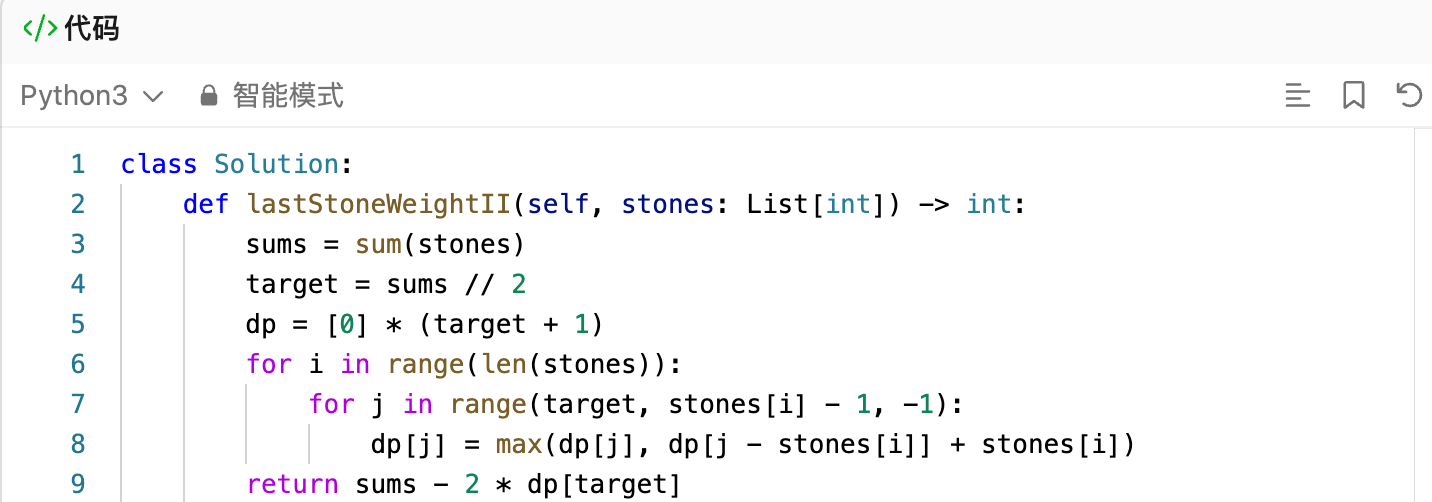 </> 代码
Python3 智能模式
1 class Solution:
2     def lastStoneWeightII(self, stones: List[int]) -> int:
3         sums = sum(stones)
4         target = sums // 2
5         dp = [0] * (target + 1)
6         for i in range(len(stones)):
7             for j in range(target, stones[i] - 1, -1):
8                 dp[j] = max(dp[j], dp[j - stones[i]] + stones[i])
9         return sums - 2 * dp[target]